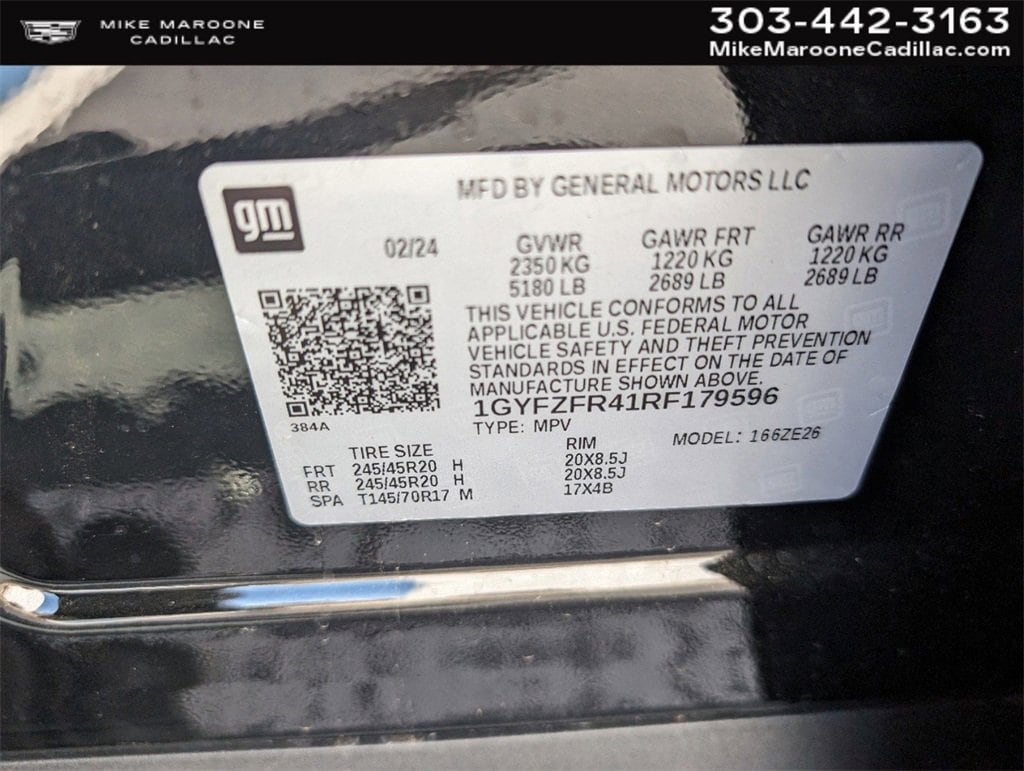 MIKE MAROONE
CADILLAC
303-442-3163
MikeMarooneCadillac.com
MFD BY GENERAL MOTORS LLC
gm
02/24
GVWR
2350 KG
5180 LB
GAWR FRT
1220 KG
2689 LB
GAWR RR
1220 KG
2689 LB
THIS VEHICLE CONFORMS TO ALL
APPLICABLE U.S. FEDERAL MOTOR
VEHICLE SAFETY AND THEFT PREVENTION
STANDARDS IN EFFECT ON THE DATE OF
MANUFACTURE SHOWN ABOVE.
1GYFZFR41RF179596
384A
TYPE: MPV
MODEL: 166ZE26
TIRE SIZE RIM
FRT 245/45R20 H 20X8.5J
RR 245/45R20 H 20X8.5J
SPA T145/70R17 M 17X4B